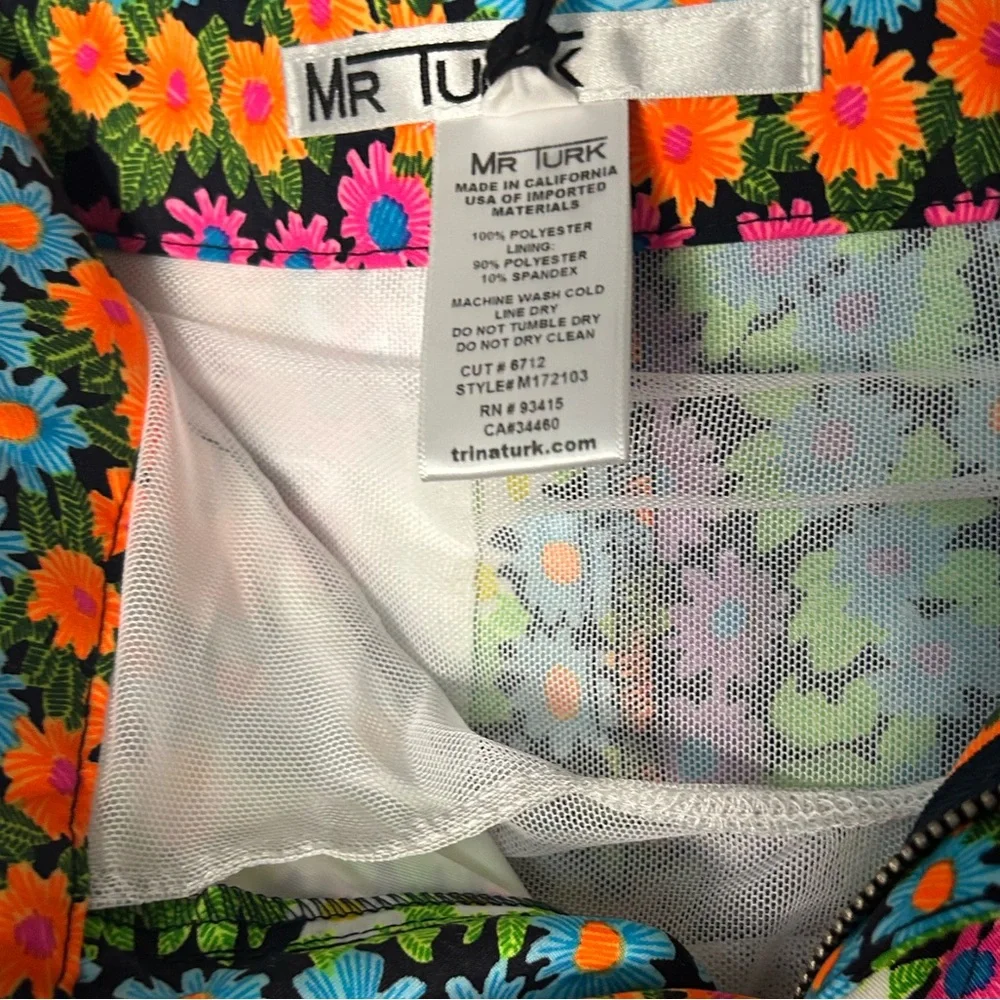 MR TURK
MR TURK
MADE IN CALIFORNIA
USA OF IMPORTED
MATERIALS
100% POLYESTER
LINING:
90% POLYESTER
10% SPANDEX
MACHINE WASH COLD
LINE DRY
DO NOT TUMBLE DRY
DO NOT DRY CLEAN
CUT # 6712
STYLE# M172103
RN # 93415
CA#34460
trinaturk.com